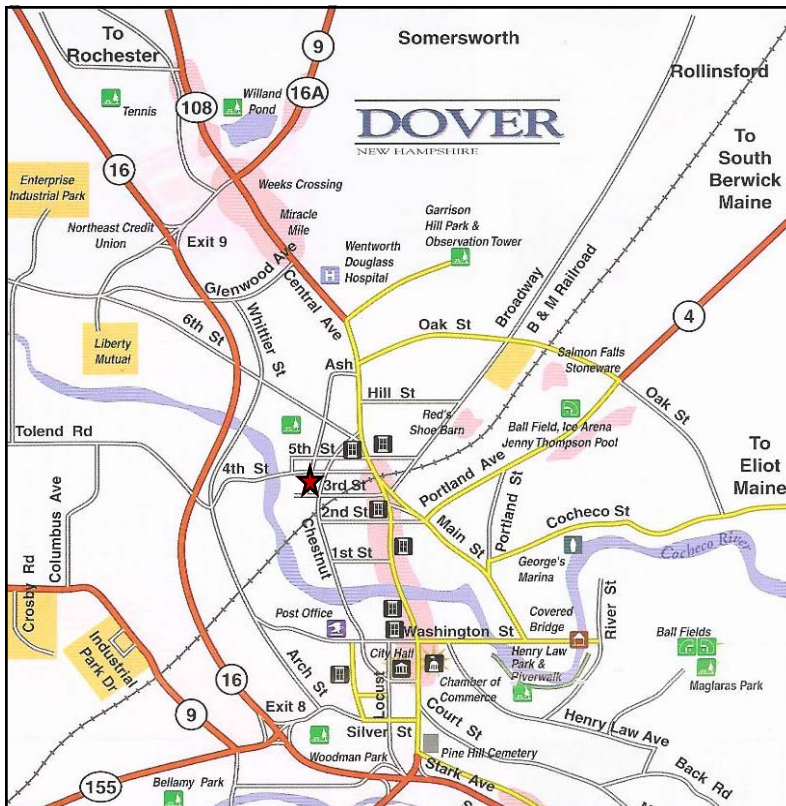 To
Rochester
9
Somersworth
Rollinsford
16A
108
Willand
Pond
Tennis
DOVER
NEW HAMPSHIRE
To
South
Berwick
Maine
16
Enterprise
Industrial Park
Weeks Crossing
Northeast Credit
Union
Exit 9
Miracle
Mile
Garrison
Hill Park &
Observation Tower
H
Wentworth
Douglass
Hospital
Glenwood Ave
Central Ave
Broadway
B & M Railroad
4
6th St
Whittier St
Liberty
Mutual
Oak St
Salmon Falls
Stoneware
Ash
Hill St
Oak St
Red's
Shoe Barn
Ball Field, Ice Arena
Jenny Thompson Pool
Tolend Rd
5th St
4th St
3rd St
2nd St
1st St
Portland Ave
Portland St
Main St
To
Eliot
Maine
Cocheco St
Cocheco River
Columbus Ave
Crosby Rd
Chestnut
George's
Marina
Covered
Bridge
River St
Post Office
Washington St
Ball Fields
Industrial
Park Dr
City Hall
Henry Law
Park &
Riverwalk
Maglaras Park
Chamber of
Commerce
Arch St
Locust
16
9
Exit 8
Silver St
Court St
Henry Law Ave
Back Rd
Woodman Park
Pine Hill Cemetery
Stark Ave
155
Bellamy Park